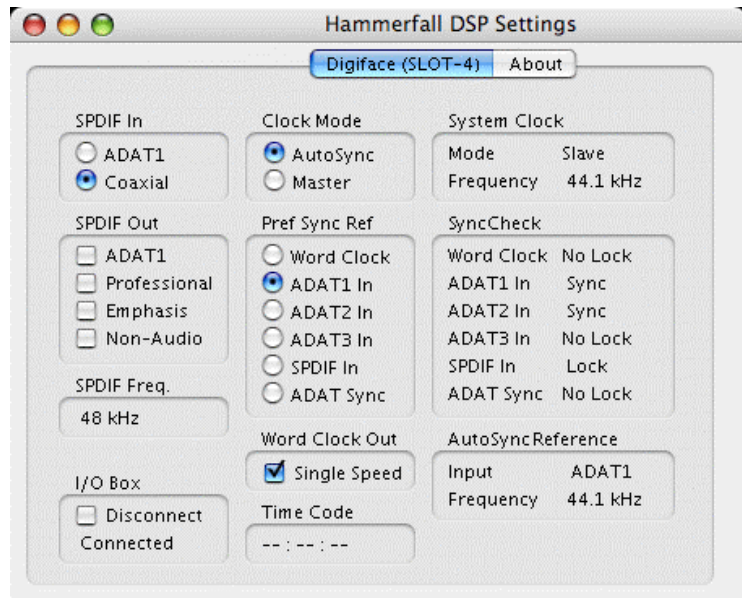 Hammerfall DSP Settings
Digiface (SLOT-4) About
SPDIF In
ADAT1
Coaxial
SPDIF Out
ADAT1
Professional
Emphasis
Non-Audio
SPDIF Freq.
48 kHz
I/O Box
Disconnect
Connected
Clock Mode
AutoSync
Master
Pref Sync Ref
Word Clock
ADAT1 In
ADAT2 In
ADAT3 In
SPDIF In
ADAT Sync
Word Clock Out
Single Speed
Time Code
-- : -- : --
System Clock
Mode Slave
Frequency 44.1 kHz
SyncCheck
Word Clock No Lock
ADAT1 In Sync
ADAT2 In Sync
ADAT3 In No Lock
SPDIF In Lock
ADAT Sync No Lock
AutoSyncReference
Input ADAT1
Frequency 44.1 kHz